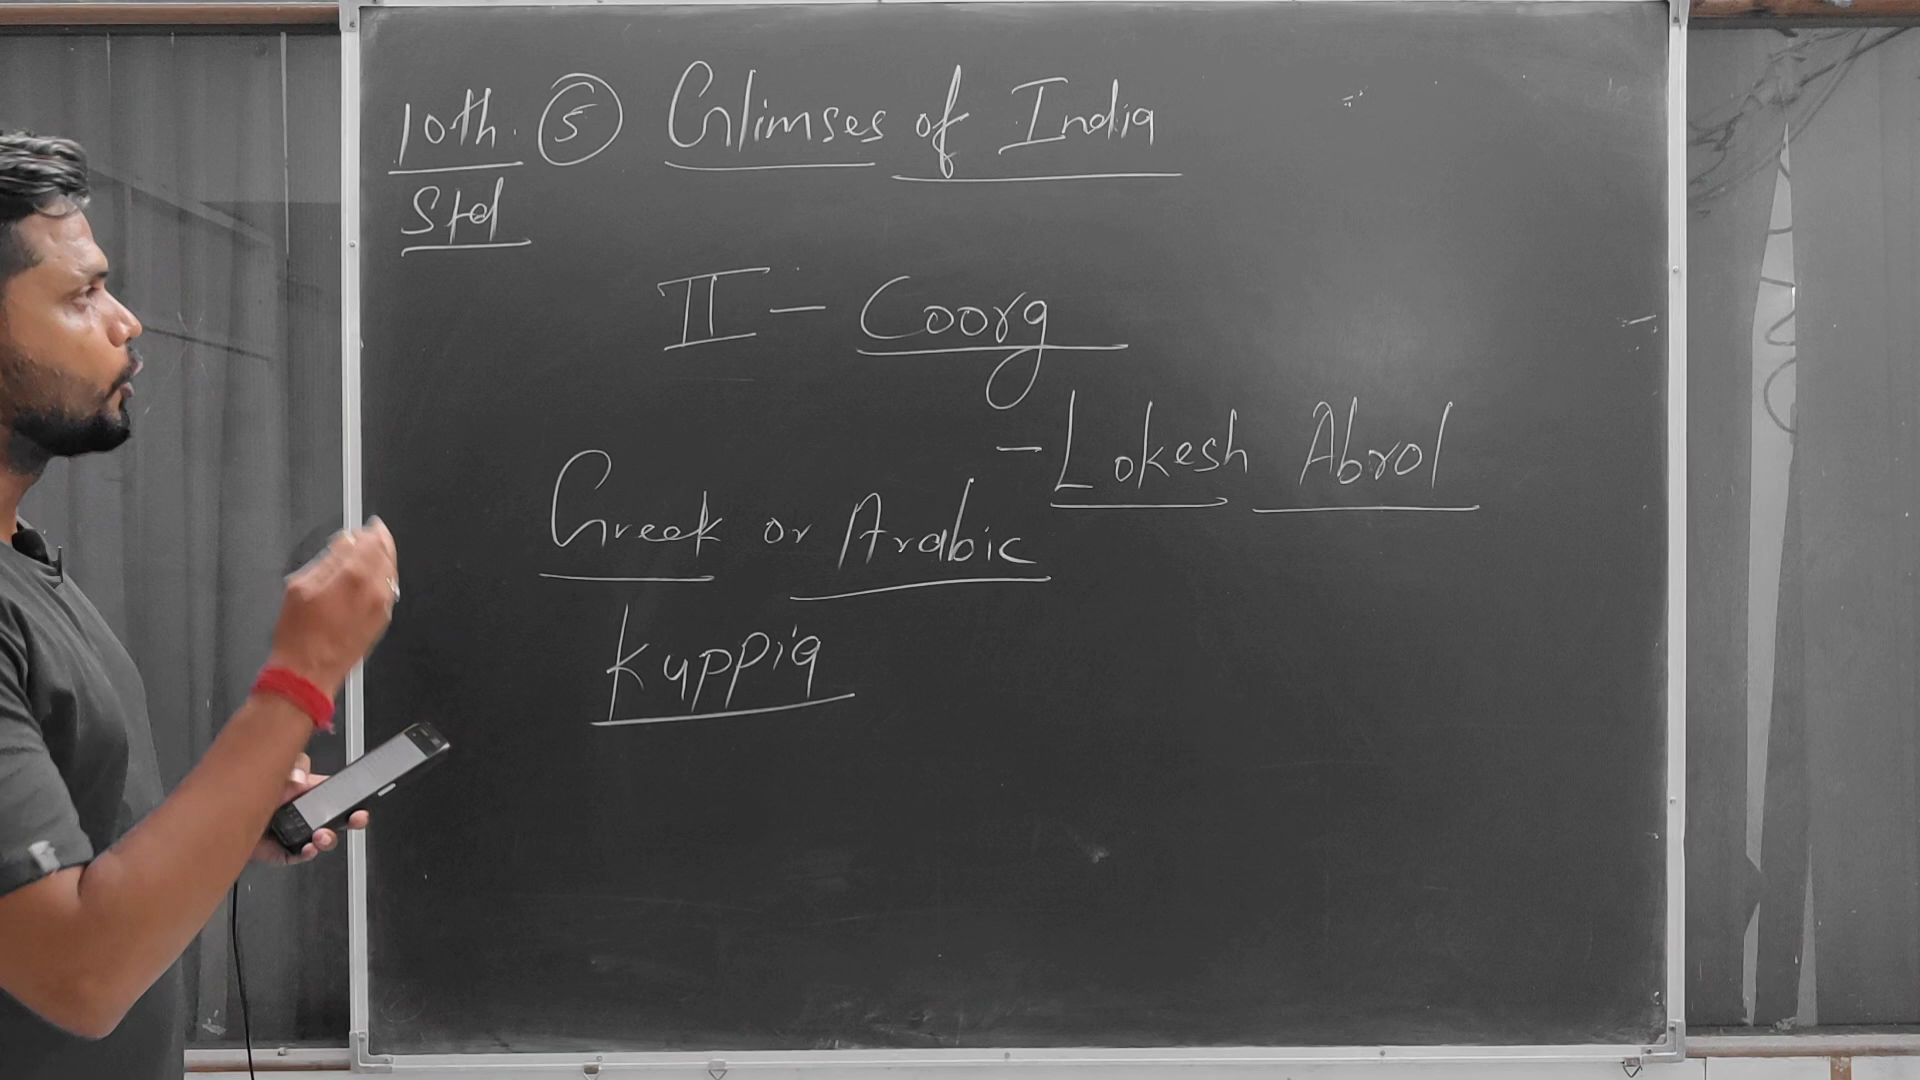 10th. 5 Glimses of India
Std
II - Coorg
- Lokesh Abrol
Greek or Arabic
Kuppia